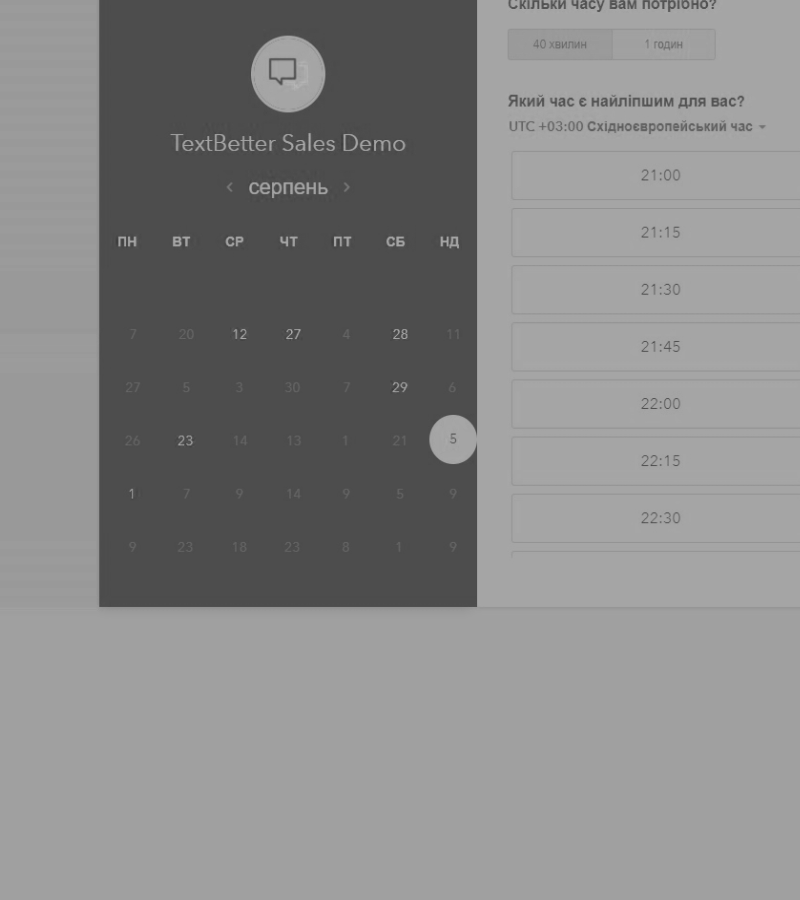 TextBetter Sales Demo
серпень
ПН ВТ СР ЧТ ПТ СБ НД
7 20 12 27 4 28 11
27 5 3 30 7 29 6
26 23 14 13 1 21 5
1 7 9 14 9 5 9
9 23 18 23 8 1 9
Скільки часу вам потрібно?
40 хвилин 1 годин
Який час є найліпшим для вас?
UTC +03:00 Східноєвропейський час
21:00
21:15
21:30
21:45
22:00
22:15
22:30